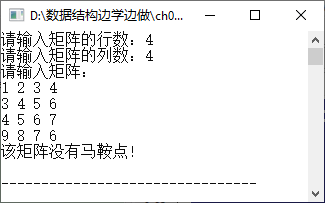 D:\数据结构边学边做\ch0...
请输入矩阵的行数：4
请输入矩阵的列数：4
请输入矩阵：
1 2 3 4
3 4 5 6
4 5 6 7
9 8 7 6
该矩阵没有马鞍点！
--------------------------------